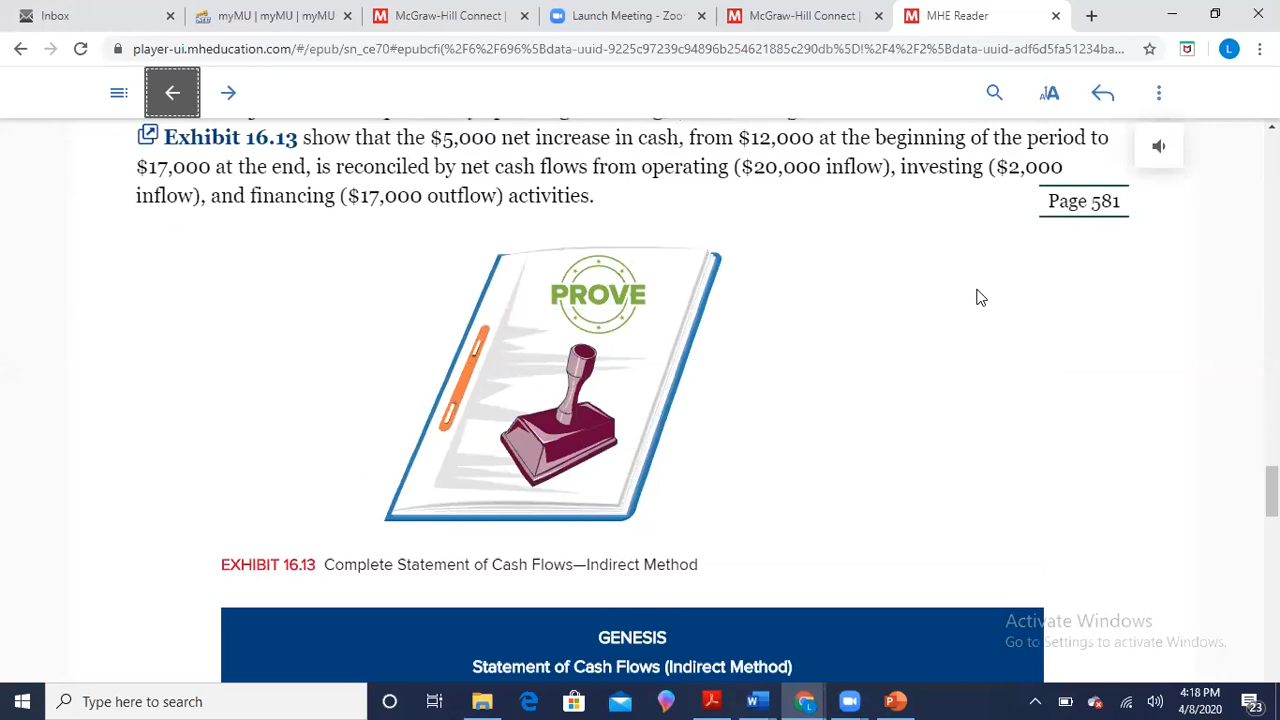 Inbox
myMU | myMU | myMU
McGraw-Hill Connect |
Launch Meeting - Zoo
McGraw-Hill Connect |
MHE Reader
player-ui.mheducation.com/#/epub/sn_ce70#epubcfi(%2F6%2F696%5Bdata-uuid-9225c97239c94896b254621885c290db%5D!%2F4%2F2%5Bdata-uuid-adf6d5fa51234ba...
L
AA
Exhibit 16.13 show that the $5,000 net increase in cash, from $12,000 at the beginning of the period to
$17,000 at the end, is reconciled by net cash flows from operating ($20,000 inflow), investing ($2,000
inflow), and financing ($17,000 outflow) activities.
Page 581
PROVE
EXHIBIT 16.13 Complete Statement of Cash Flows—Indirect Method
GENESIS
Statement of Cash Flows (Indirect Method)
Activate Windows
Go to Settings to activate Windows.
Type here to search
4:18 PM
4/8/2020
23